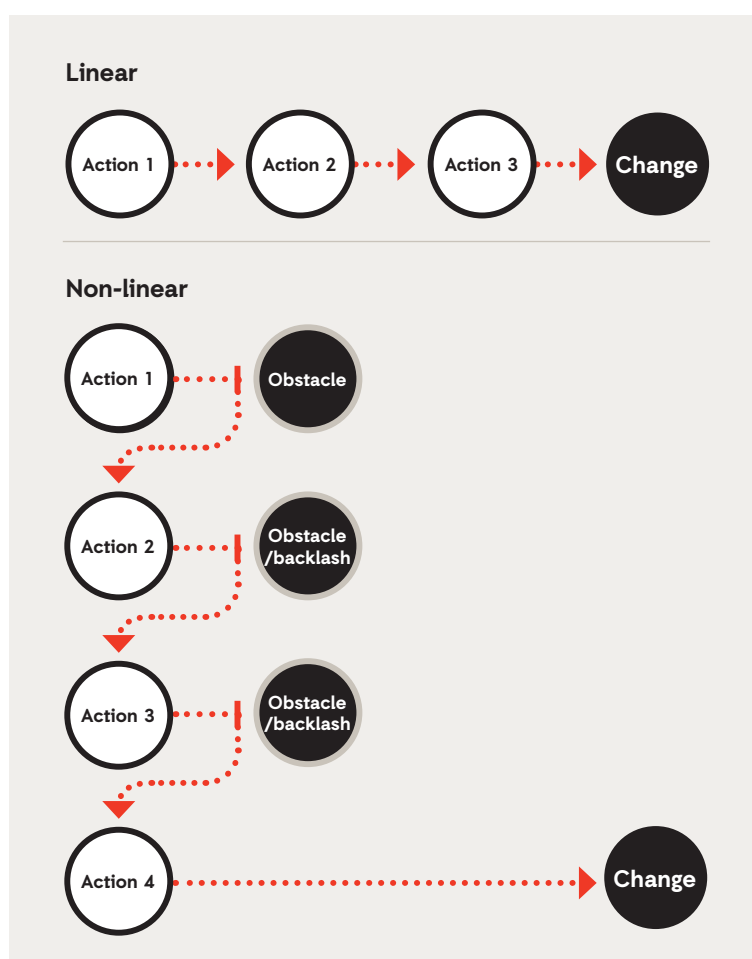 Linear
Action 1
Action 2
Action 3
Change
Non-linear
Action 1
Obstacle
Action 2
Obstacle
/backlash
Action 3
Obstacle
/backlash
Action 4
Change